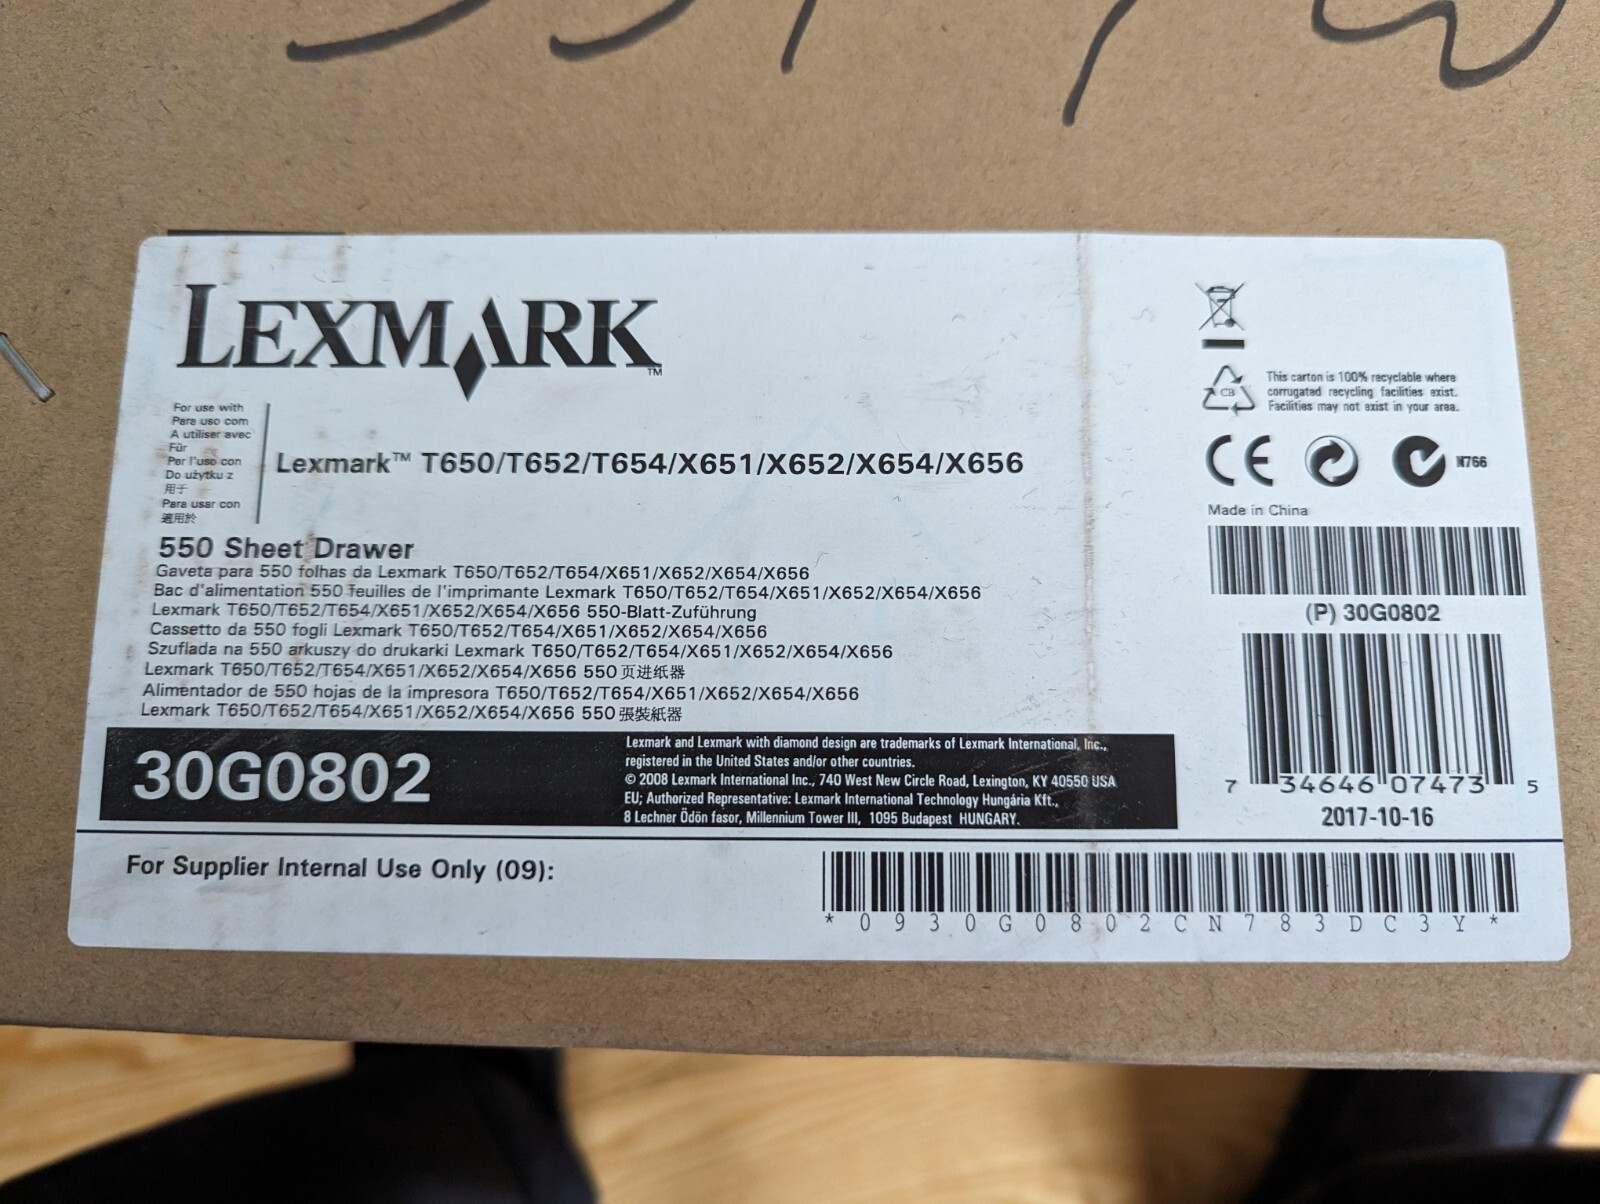 LEXMARK™
For use with
Para uso com
A utiliser avec
Für
Per l'uso con
Do użytku z
用于
Para usar con
適用於
Lexmark™ T650/T652/T654/X651/X652/X654/X656
550 Sheet Drawer
Gaveta para 550 folhas da Lexmark T650/T652/T654/X651/X652/X654/X656
Bac d'alimentation 550 feuilles de l'imprimante Lexmark T650/T652/T654/X651/X652/X654/X656
Lexmark T650/T652/T654/X651/X652/X654/X656 550-Blatt-Zuführung
Cassetto da 550 fogli Lexmark T650/T652/T654/X651/X652/X654/X656
Szuflada na 550 arkuszy do drukarki Lexmark T650/T652/T654/X651/X652/X654/X656
Lexmark T650/T652/T654/X651/X652/X654/X656 550页进纸器
Alimentador de 550 hojas de la impresora T650/T652/T654/X651/X652/X654/X656
Lexmark T650/T652/T654/X651/X652/X654/X656 550張裝紙器
30G0802
Lexmark and Lexmark with diamond design are trademarks of Lexmark International, Inc.,
registered in the United States and/or other countries.
© 2008 Lexmark International Inc., 740 West New Circle Road, Lexington, KY 40550 USA
EU; Authorized Representative: Lexmark International Technology Hungária Kft.,
8 Lechner Ödön fasor, Millennium Tower III, 1095 Budapest HUNGARY.
CB
This carton is 100% recyclable where
corrugated recycling facilities exist.
Facilities may not exist in your area.
CE
N766
Made in China
(P) 30G0802
7 34646 07473 5
2017-10-16
For Supplier Internal Use Only (09):
*0930G0802CN783DC3Y*